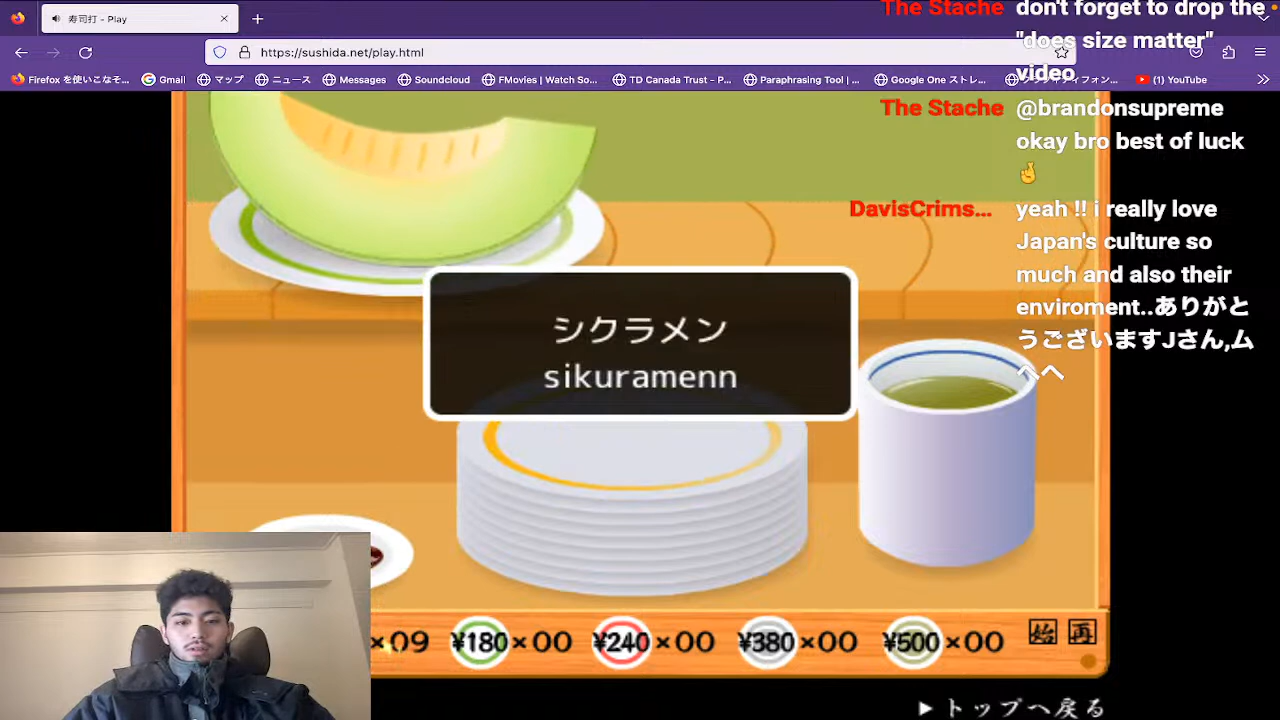 寿司打 - Play
https://sushida.net/play.html
Firefox を使いこなそ...
Gmail
マップ
ニュース
Messages
Soundcloud
FMovies | Watch So...
TD Canada Trust - P...
Paraphrasing Tool | ...
Google One ストレ...
(1) YouTube
The Stache don't forget to drop the
"does size matter"
video
The Stache @brandonsupreme
okay bro best of luck
🤞
DavisCrims... yeah !! i really love
Japan's culture so
much and also their
enviroment..ありがと
うございますJさん,ム
へへ
シクラメン
sikuramenn
×09 ¥180×00 ¥240×00 ¥380×00 ¥500×00 始 再
▶トップへ戻る